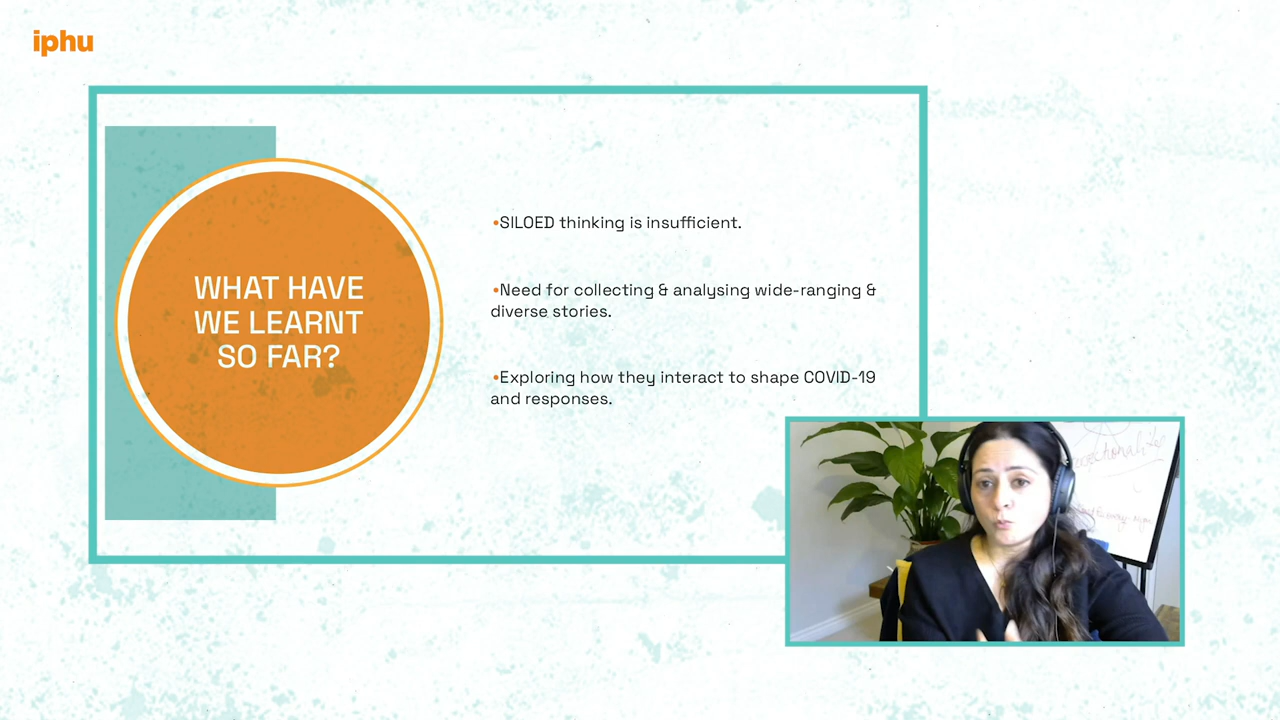 iphu
WHAT HAVE
WE LEARNT
SO FAR?
•SILOED thinking is insufficient.
•Need for collecting & analysing wide-ranging &
diverse stories.
•Exploring how they interact to shape COVID-19
and responses.